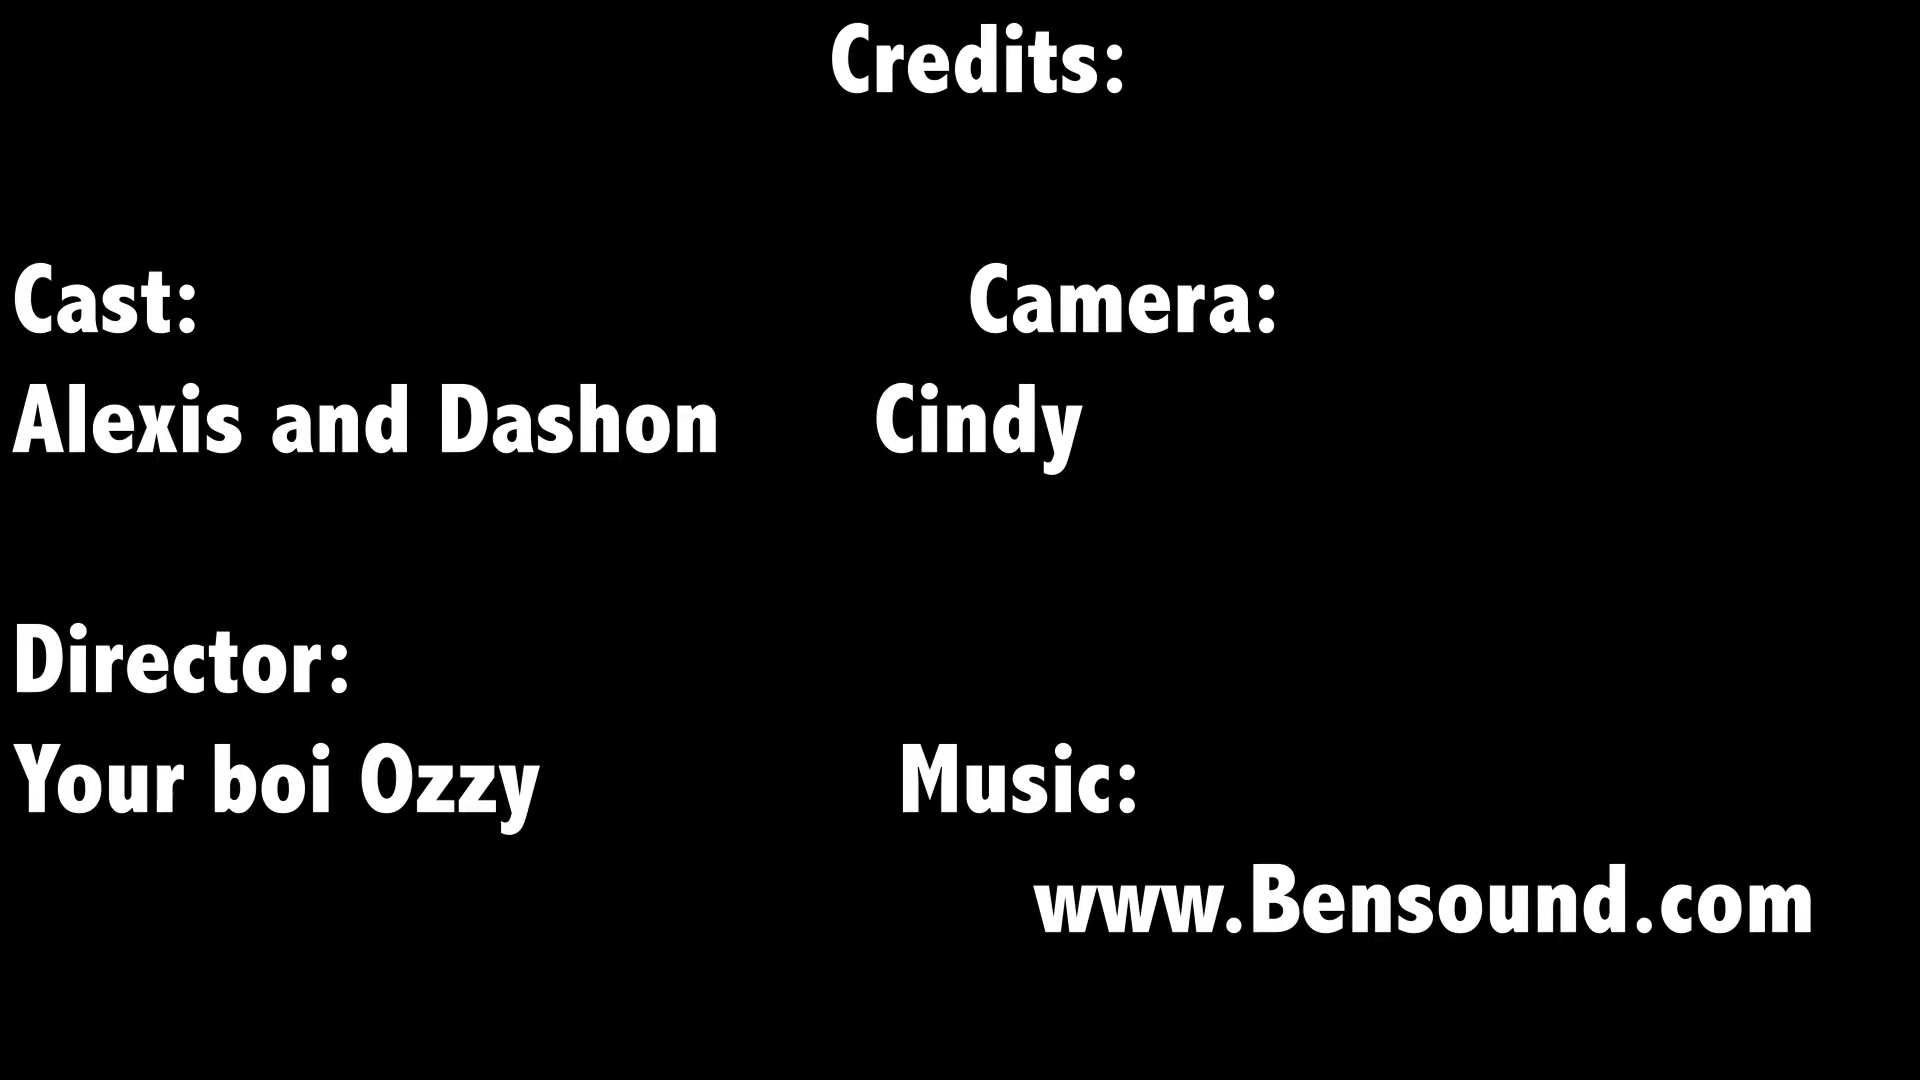 Credits:
Cast: Camera:
Alexis and Dashon Cindy
Director:
Your boi Ozzy Music:
www.Bensound.com